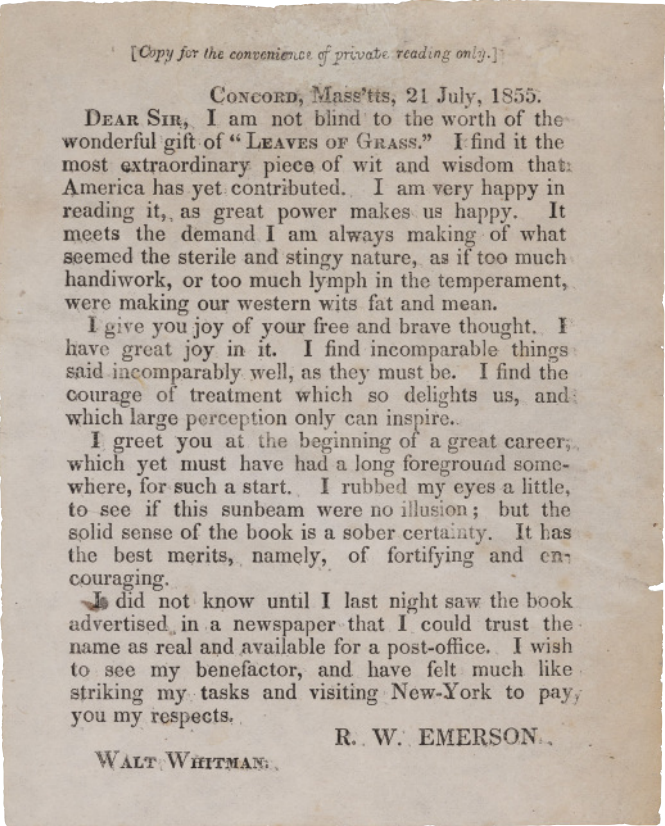 [Copy for the convenience of private reading only.]
CONCORD, Mass'tts, 21 July, 1855.
DEAR SIR, I am not blind to the worth of the
wonderful gift of “LEAVES OF GRASS.” I find it the
most extraordinary piece of wit and wisdom that
America has yet contributed. I am very happy in
reading it, as great power makes us happy. It
meets the demand I am always making of what
seemed the sterile and stingy nature, as if too much
handiwork, or too much lymph in the temperament,
were making our western wits fat and mean.
I give you joy of your free and brave thought. I
have great joy in it. I find incomparable things
said incomparably well, as they must be. I find the
courage of treatment which so delights us, and
which large perception only can inspire.
I greet you at the beginning of a great career,
which yet must have had a long foreground some-
where, for such a start. I rubbed my eyes a little,
to see if this sunbeam were no illusion; but the
solid sense of the book is a sober certainty. It has
the best merits, namely, of fortifying and en-
couraging.
I did not know until I last night saw the book
advertised in a newspaper that I could trust the
name as real and available for a post-office. I wish
to see my benefactor, and have felt much like
striking my tasks and visiting New-York to pay
you my respects.
R. W. EMERSON.
WALT WHITMAN.